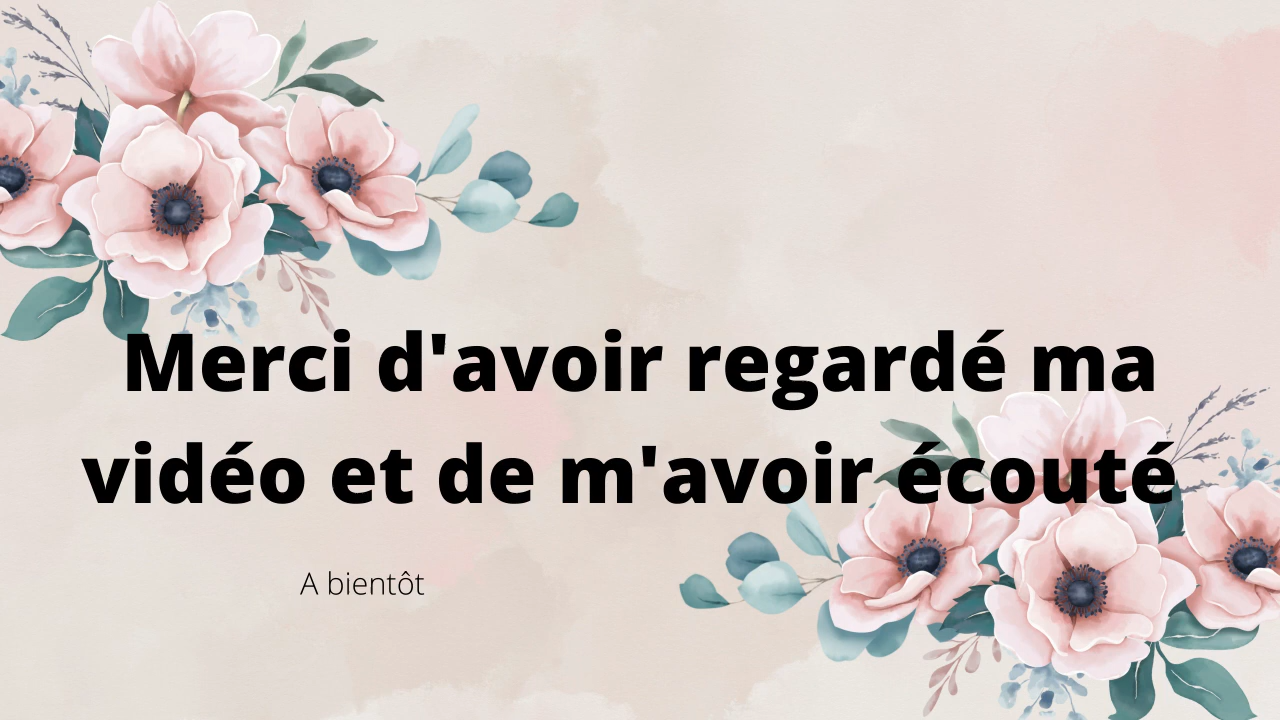 Merci d'avoir regardé ma
vidéo et de m'avoir écouté
A bientôt